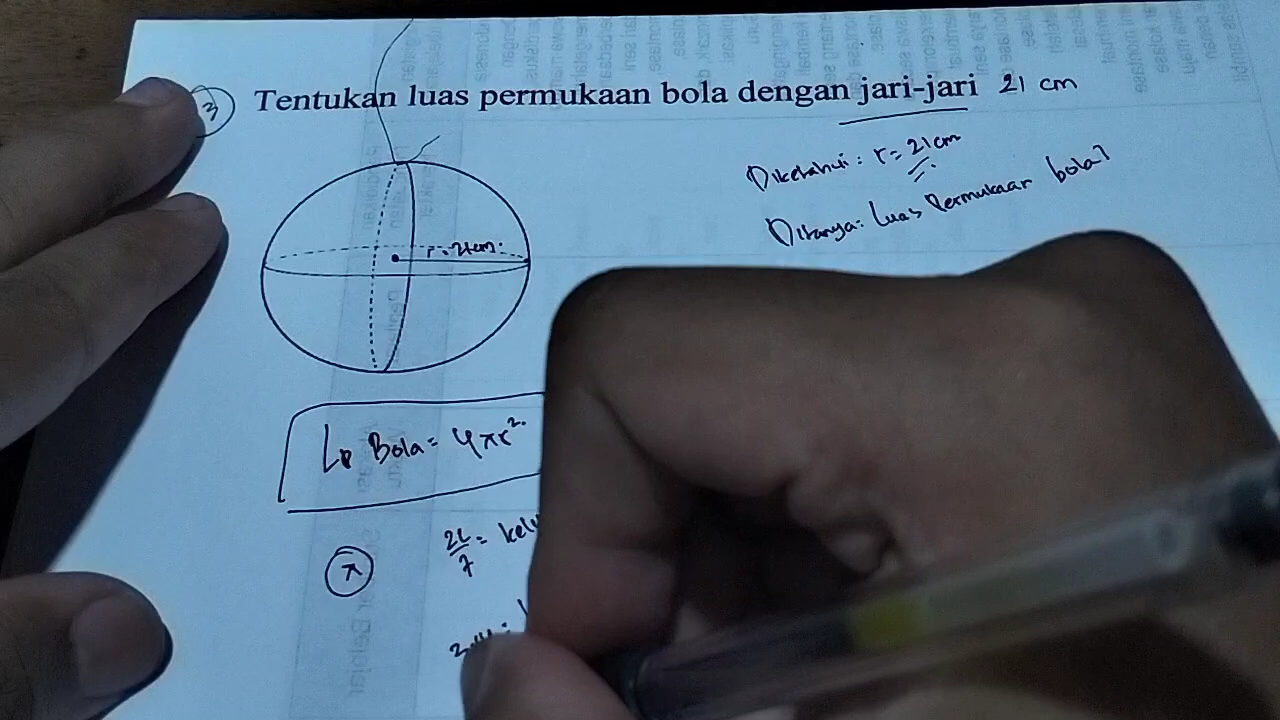 3 Tentukan luas permukaan bola dengan jari-jari 21 cm
Diketahui: r = 21 cm
Ditanya: Luas Permukaan bola?
r = 21 cm.
Lp Bola = 4πr².
π
22/7 =